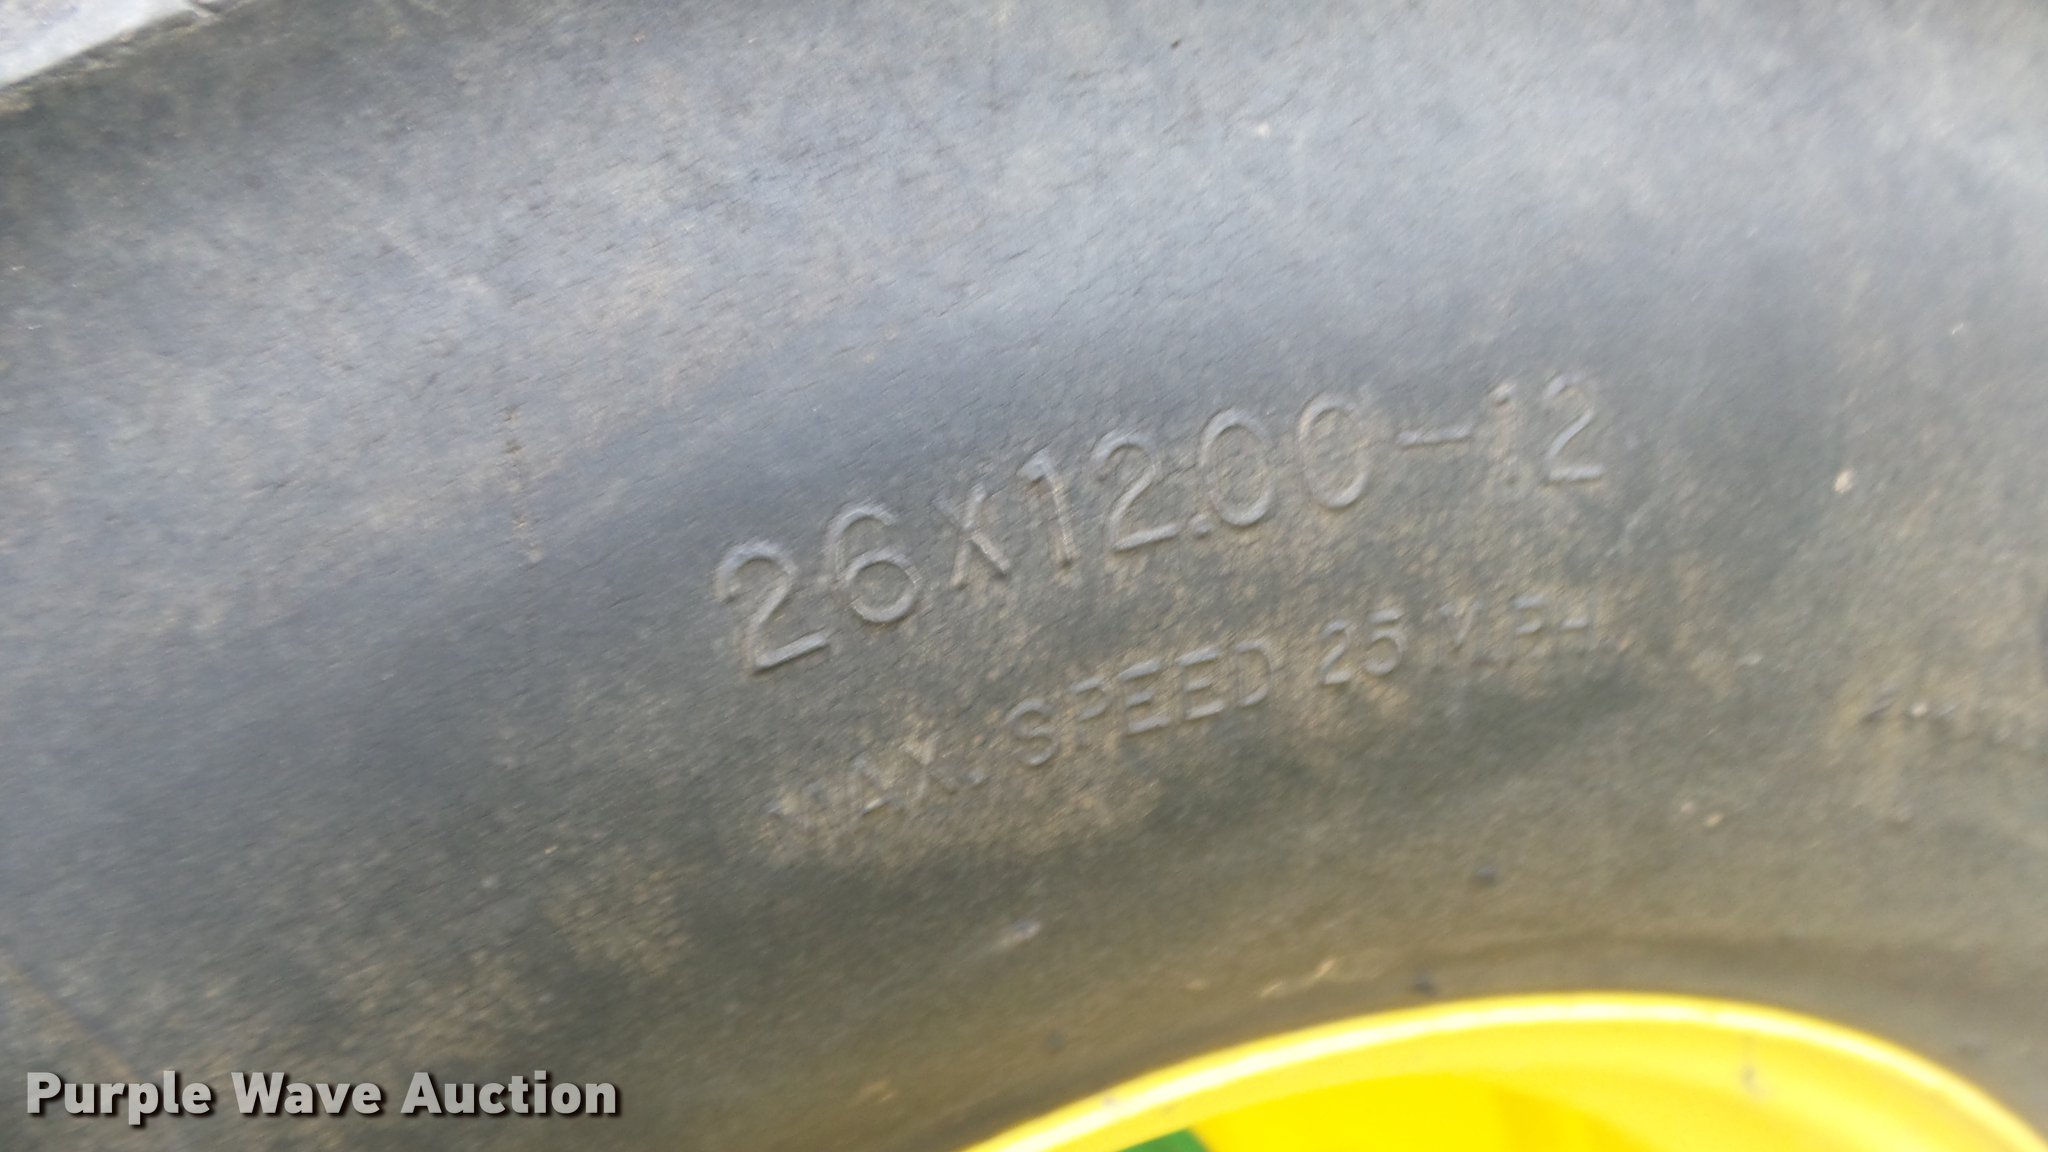 26x12.00-12
MAX. SPEED 25 M.P.H.
Purple Wave Auction